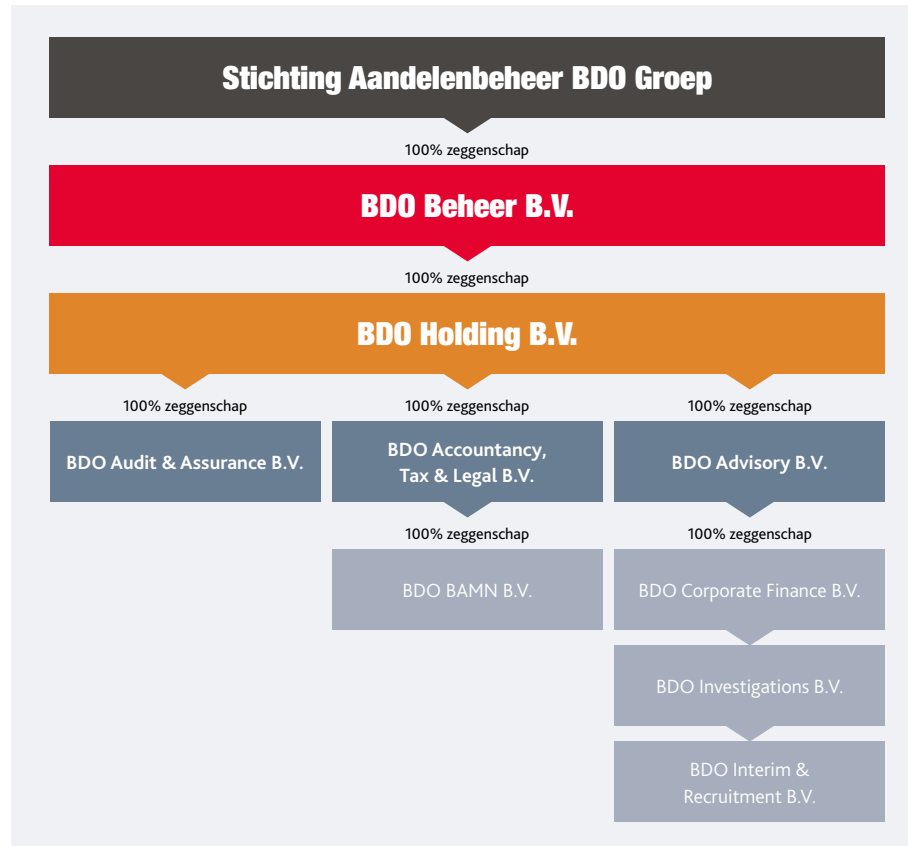 Stichting Aandelenbeheer BDO Groep
100% zeggenschap
BDO Beheer B.V.
100% zeggenschap
BDO Holding B.V.
100% zeggenschap
100% zeggenschap
100% zeggenschap
BDO Audit & Assurance B.V.
BDO Accountancy,
Tax & Legal B.V.
BDO Advisory B.V.
100% zeggenschap
100% zeggenschap
BDO BAMN B.V.
BDO Corporate Finance B.V.
BDO Investigations B.V.
BDO Interim &
Recruitment B.V.